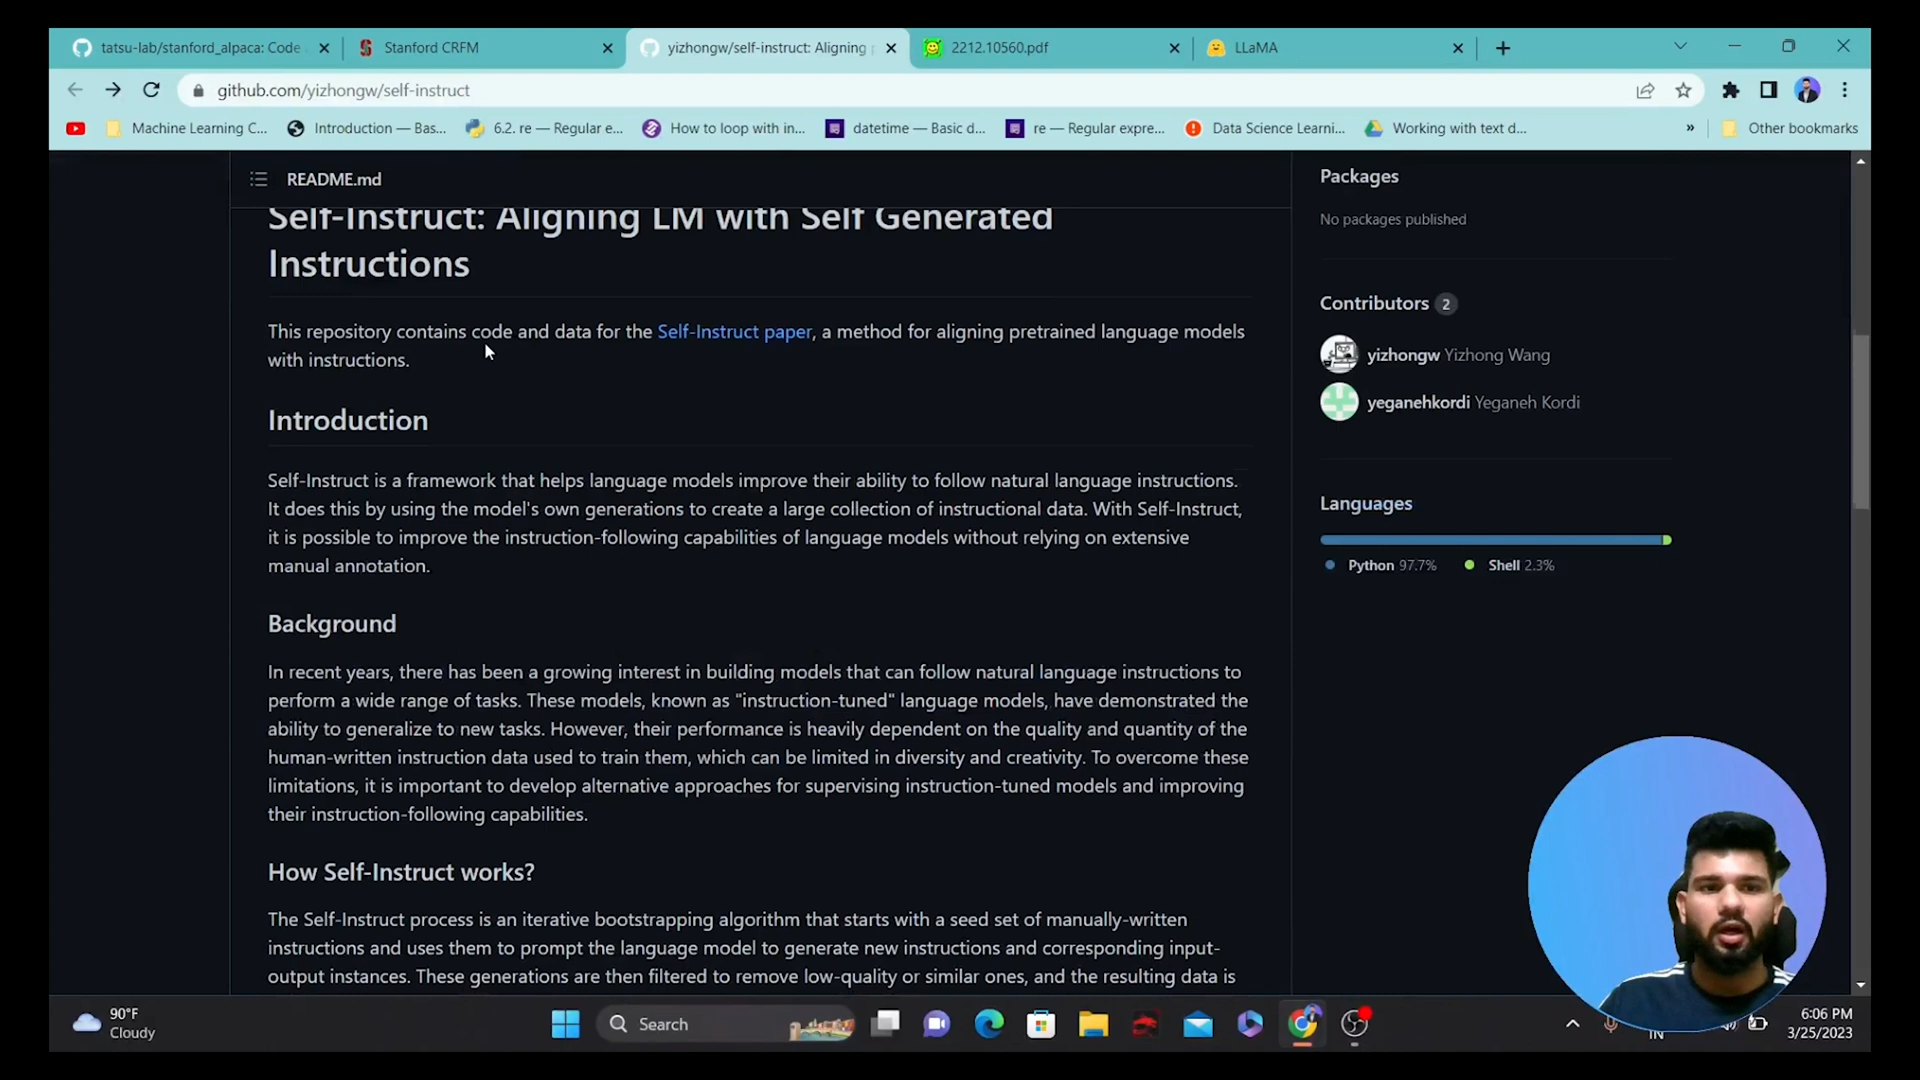 tatsu-lab/stanford_alpaca: Code
Stanford CRFM
yizhongw/self-instruct: Aligning
2212.10560.pdf
LLaMA
github.com/yizhongw/self-instruct
Machine Learning C...
Introduction — Bas...
6.2. re — Regular e...
How to loop with in...
datetime — Basic d...
re — Regular expre...
Data Science Learni...
Working with text d...
»
Other bookmarks
README.md
Self-Instruct: Aligning LM with Self Generated
Instructions
This repository contains code and data for the Self-Instruct paper, a method for aligning pretrained language models
with instructions.
Introduction
Self-Instruct is a framework that helps language models improve their ability to follow natural language instructions.
It does this by using the model's own generations to create a large collection of instructional data. With Self-Instruct,
it is possible to improve the instruction-following capabilities of language models without relying on extensive
manual annotation.
Background
In recent years, there has been a growing interest in building models that can follow natural language instructions to
perform a wide range of tasks. These models, known as "instruction-tuned" language models, have demonstrated the
ability to generalize to new tasks. However, their performance is heavily dependent on the quality and quantity of the
human-written instruction data used to train them, which can be limited in diversity and creativity. To overcome these
limitations, it is important to develop alternative approaches for supervising instruction-tuned models and improving
their instruction-following capabilities.
How Self-Instruct works?
The Self-Instruct process is an iterative bootstrapping algorithm that starts with a seed set of manually-written
instructions and uses them to prompt the language model to generate new instructions and corresponding input-
output instances. These generations are then filtered to remove low-quality or similar ones, and the resulting data is
Packages
No packages published
Contributors 2
yizhongw Yizhong Wang
yeganehkordi Yeganeh Kordi
Languages
Python 97.7% Shell 2.3%
90°F
Cloudy
Search
IN
6:06 PM
3/25/2023